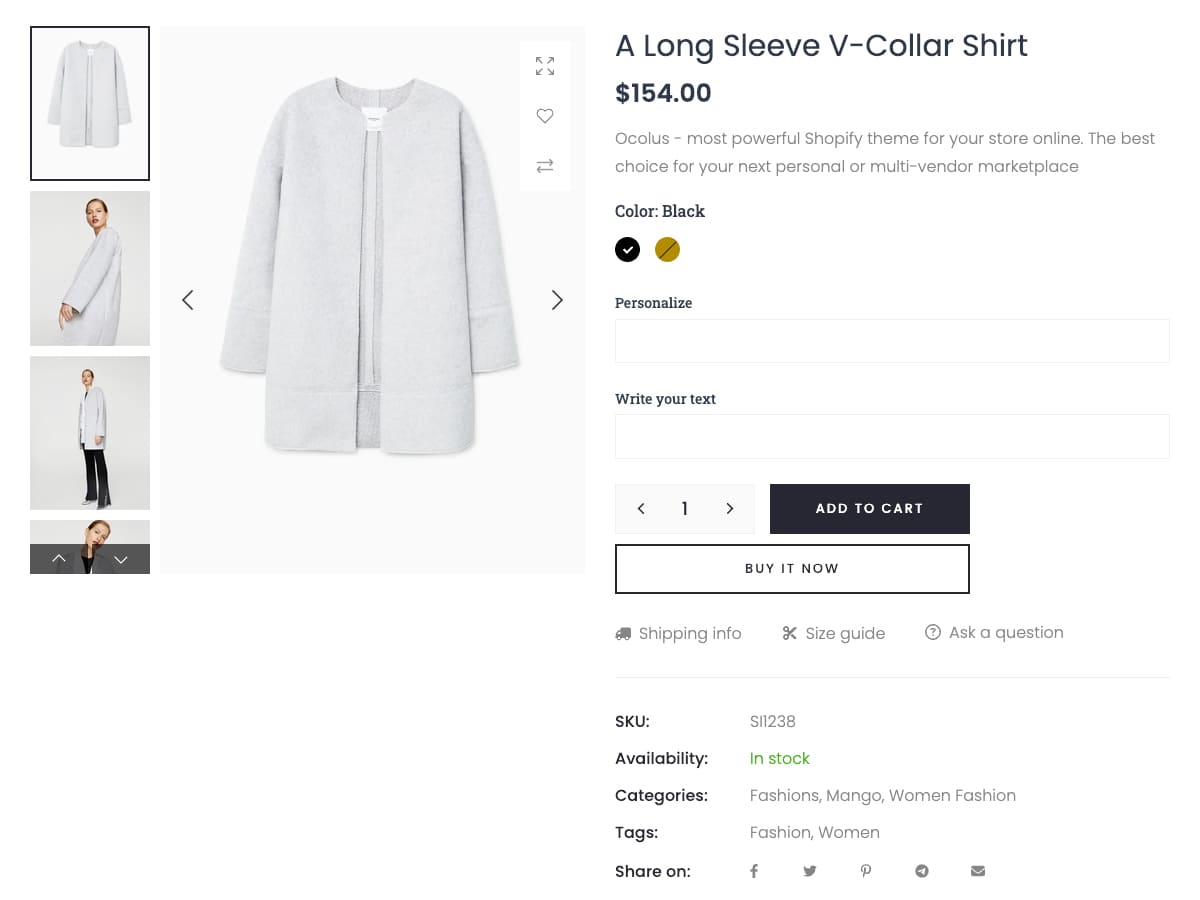 A Long Sleeve V-Collar Shirt
$154.00
Ocolus - most powerful Shopify theme for your store online. The best
choice for your next personal or multi-vendor marketplace
Color: Black
Personalize
Write your text
1
ADD TO CART
BUY IT NOW
Shipping info
Size guide
Ask a question
SKU: SI1238
Availability: In stock
Categories: Fashions, Mango, Women Fashion
Tags: Fashion, Women
Share on: